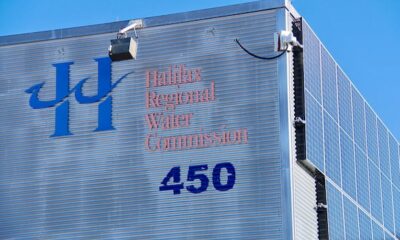 H
Halifax
Regional
Water
Commission
450